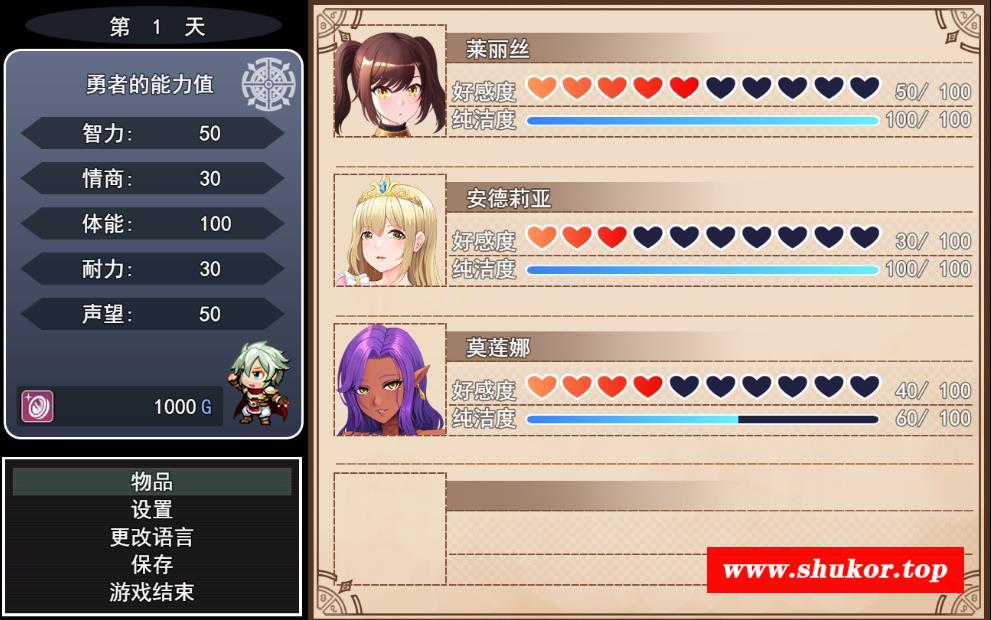 第 1 天
勇者的能力值
智力: 50
情商: 30
体能: 100
耐力: 30
声望: 50
1000 G
物品
设置
更改语言
保存
游戏结束
莱丽丝
好感度 50/ 100
纯洁度 100/ 100
安德莉亚
好感度 30/ 100
纯洁度 100/ 100
莫莲娜
好感度 40/ 100
纯洁度 60/ 100
www.shukor.top